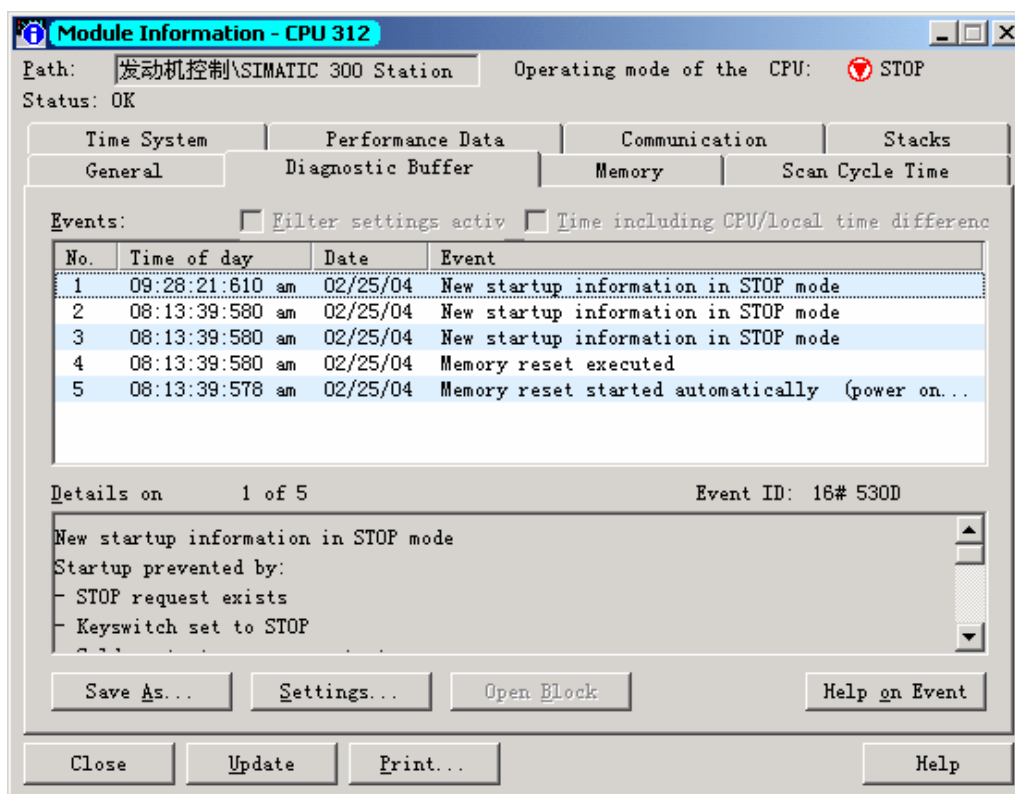 Module Information - CPU 312
Path: 发动机控制\SIMATIC 300 Station Operating mode of the CPU: STOP
Status: OK
Time System Performance Data Communication Stacks
General Diagnostic Buffer Memory Scan Cycle Time
Events: Filter settings activ Time including CPU/local time differenc
No. Time of day Date Event
1 09:28:21:610 am 02/25/04 New startup information in STOP mode
2 08:13:39:580 am 02/25/04 New startup information in STOP mode
3 08:13:39:580 am 02/25/04 New startup information in STOP mode
4 08:13:39:580 am 02/25/04 Memory reset executed
5 08:13:39:578 am 02/25/04 Memory reset started automatically (power on...
Details on 1 of 5 Event ID: 16# 530D
New startup information in STOP mode
Startup prevented by:
- STOP request exists
- Keyswitch set to STOP
Save As... Settings... Open Block Help on Event
Close Update Print... Help